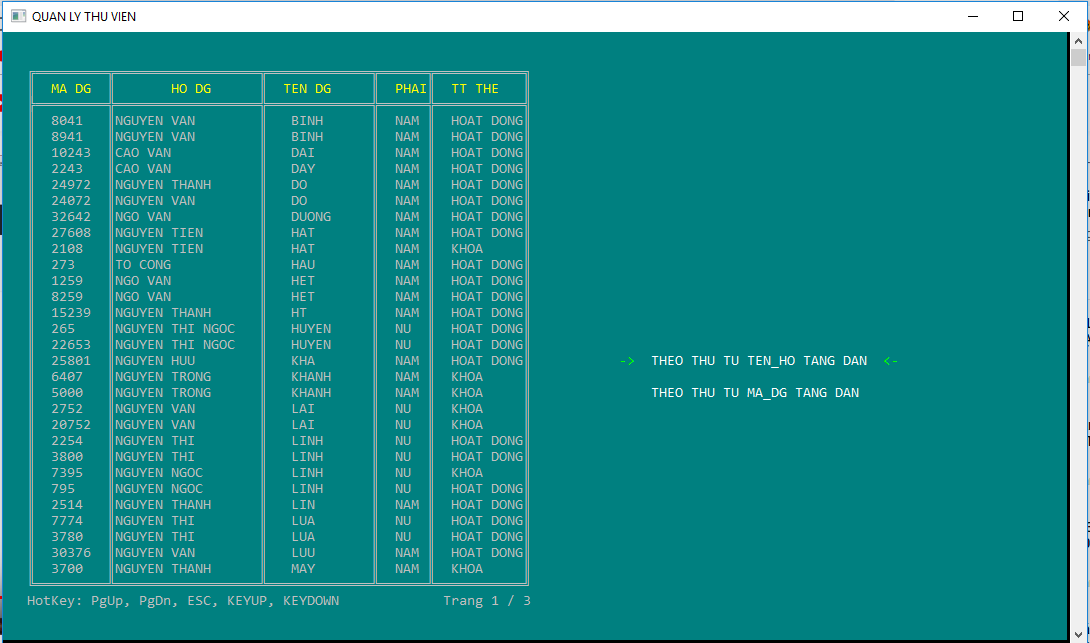 QUAN LY THU VIEN
MA DG HO DG TEN DG PHAI TT THE
8041 NGUYEN VAN BINH NAM HOAT DONG
8941 NGUYEN VAN BINH NAM HOAT DONG
10243 CAO VAN DAI NAM HOAT DONG
2243 CAO VAN DAY NAM HOAT DONG
24972 NGUYEN THANH DO NAM HOAT DONG
24072 NGUYEN VAN DO NAM HOAT DONG
32642 NGO VAN DUONG NAM HOAT DONG
27608 NGUYEN TIEN HAT NAM HOAT DONG
2108 NGUYEN TIEN HAT NAM KHOA
273 TO CONG HAU NAM HOAT DONG
1259 NGO VAN HET NAM HOAT DONG
8259 NGO VAN HET NAM HOAT DONG
15239 NGUYEN THANH HT NAM HOAT DONG
265 NGUYEN THI NGOC HUYEN NU HOAT DONG
22653 NGUYEN THI NGOC HUYEN NU HOAT DONG
25801 NGUYEN HUU KHA NAM HOAT DONG
6407 NGUYEN TRONG KHANH NAM KHOA
5000 NGUYEN TRONG KHANH NAM KHOA
2752 NGUYEN VAN LAI NU KHOA
20752 NGUYEN VAN LAI NU KHOA
2254 NGUYEN THI LINH NU HOAT DONG
3800 NGUYEN THI LINH NU HOAT DONG
7395 NGUYEN NGOC LINH NU KHOA
795 NGUYEN NGOC LINH NU HOAT DONG
2514 NGUYEN THANH LIN NAM HOAT DONG
7774 NGUYEN THI LUA NU HOAT DONG
3780 NGUYEN THI LUA NU HOAT DONG
30376 NGUYEN VAN LUU NAM HOAT DONG
3700 NGUYEN THANH MAY NAM KHOA
HotKey: PgUp, PgDn, ESC, KEYUP, KEYDOWN Trang 1 / 3
-> THEO THU TU TEN_HO TANG DAN <-
THEO THU TU MA_DG TANG DAN